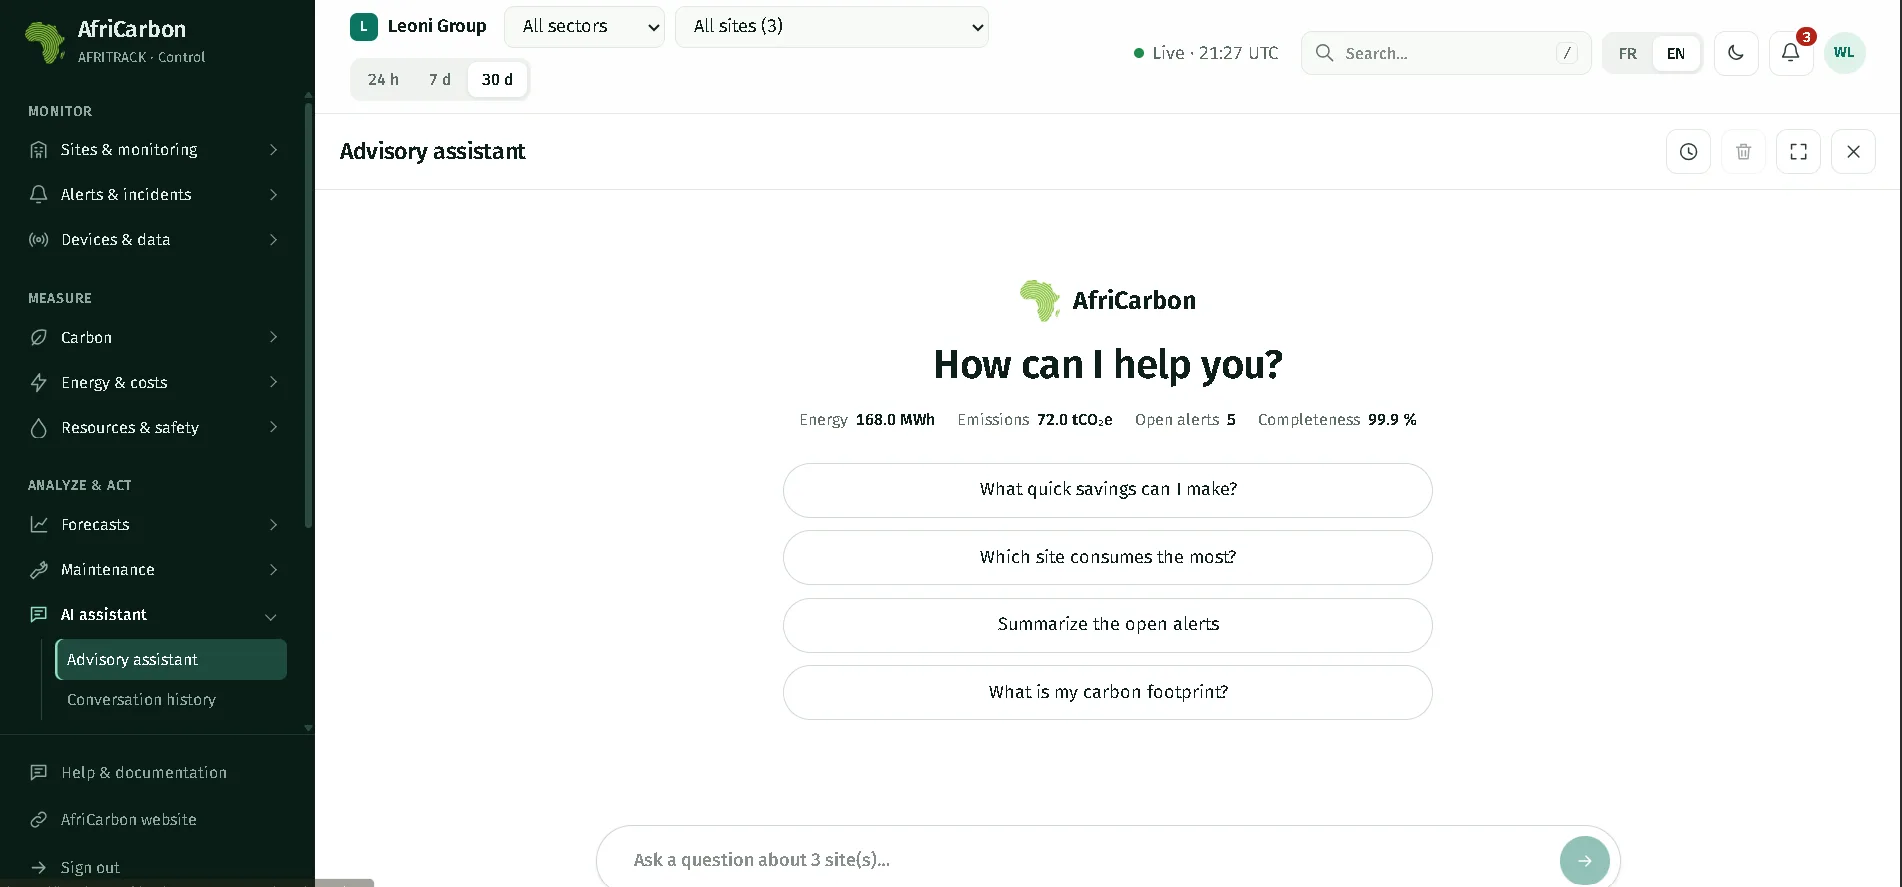 AfriCarbon
AFRITRACK · Control
MONITOR
Sites & monitoring
Alerts & incidents
Devices & data
MEASURE
Carbon
Energy & costs
Resources & safety
ANALYZE & ACT
Forecasts
Maintenance
AI assistant
Advisory assistant
Conversation history
Help & documentation
AfriCarbon website
Sign out
L Leoni Group All sectors All sites (3)
24 h 7 d 30 d
Live · 21:27 UTC Search... / FR EN 3 WL
Advisory assistant
AfriCarbon
How can I help you?
Energy 168.0 MWh Emissions 72.0 tCO₂e Open alerts 5 Completeness 99.9 %
What quick savings can I make?
Which site consumes the most?
Summarize the open alerts
What is my carbon footprint?
Ask a question about 3 site(s)...